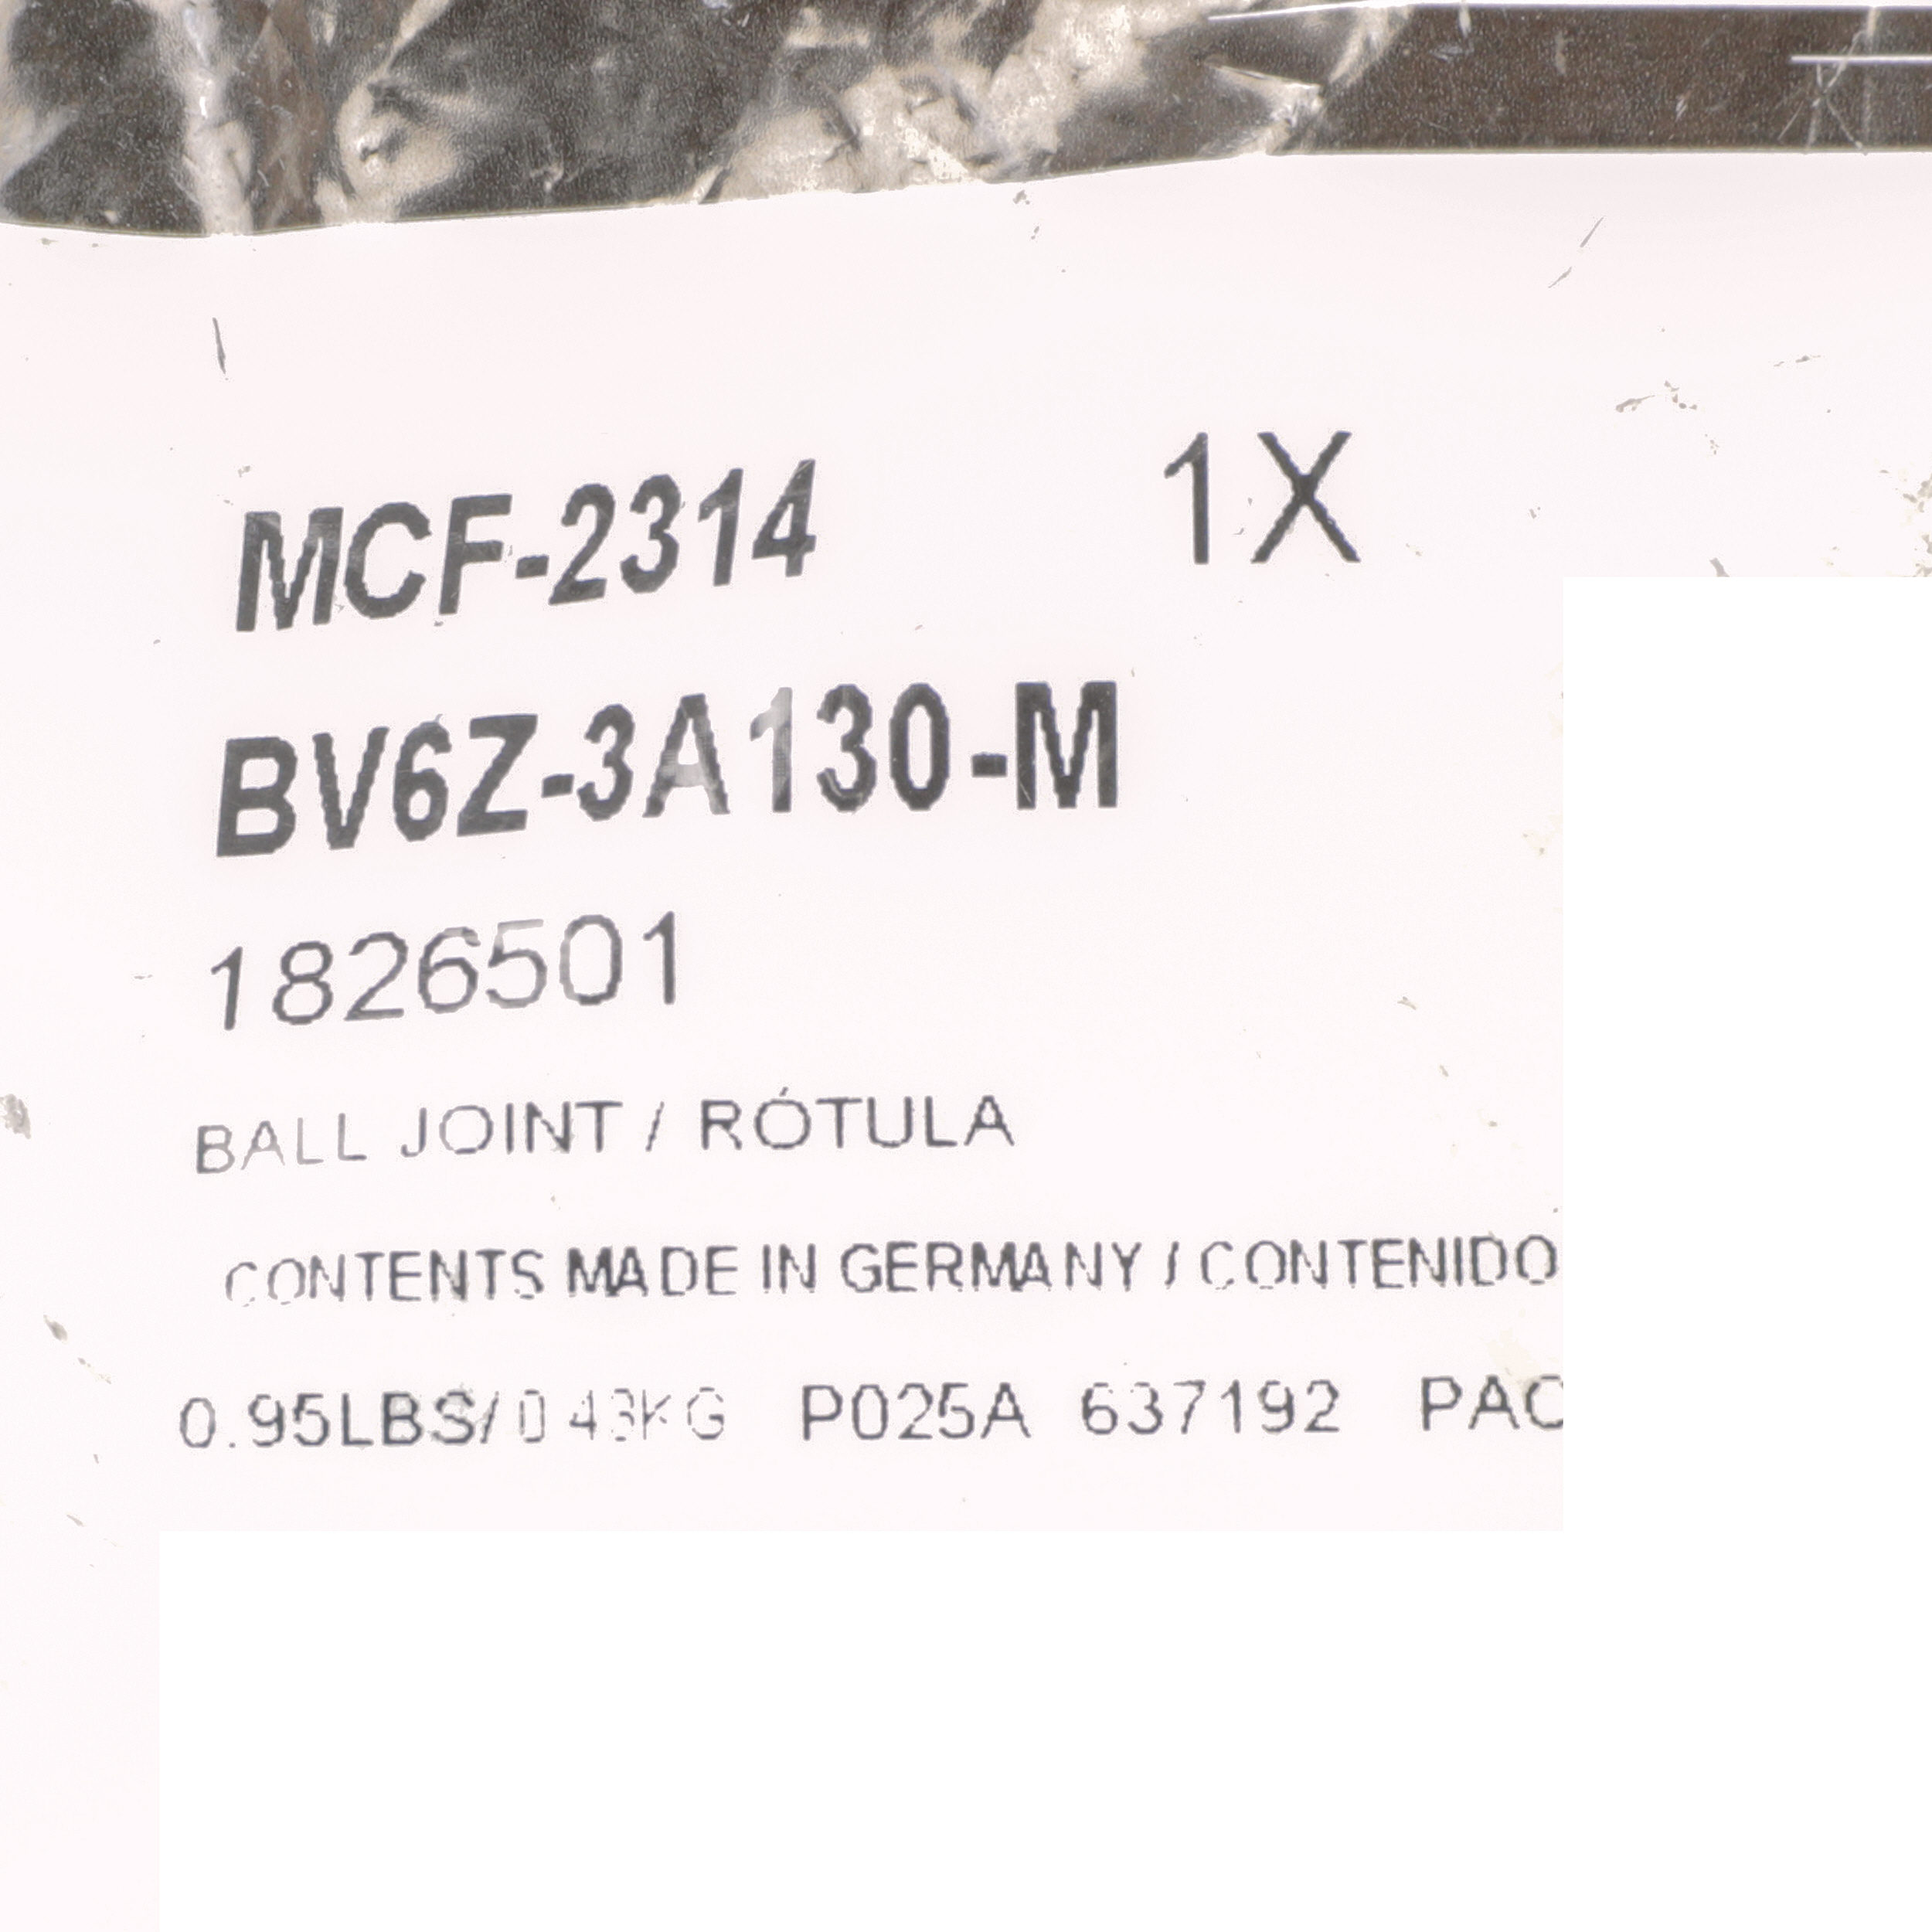 MCF-2314 1X
BV6Z-3A130-M
1826501
BALL JOINT / RÓTULA
CONTENTS MADE IN GERMANY / CONTENIDO
0.95LBS/0.43KG P025A 637192